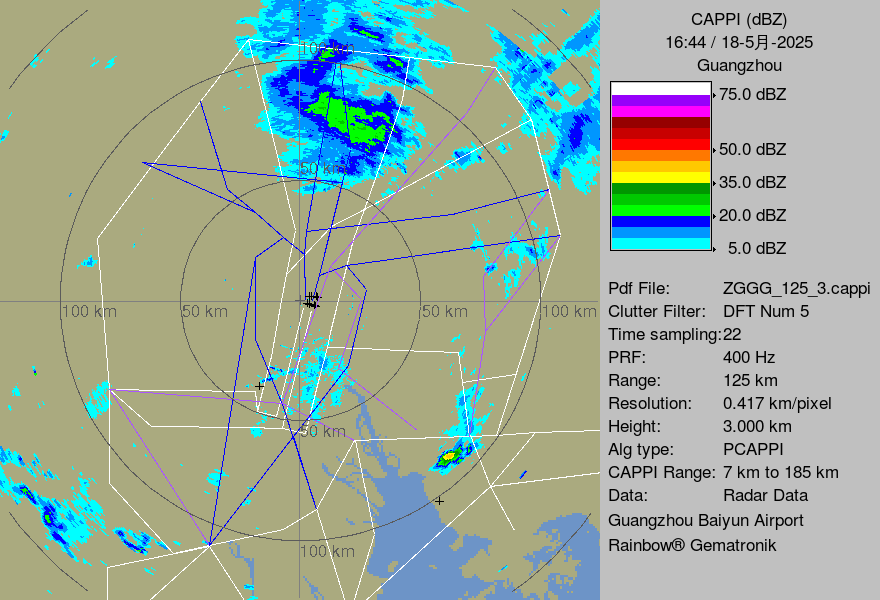 CAPPI (dBZ)
16:44 / 18-5月-2025
Guangzhou
75.0 dBZ
50.0 dBZ
35.0 dBZ
20.0 dBZ
5.0 dBZ
Pdf File: ZGGG_125_3.cappi
Clutter Filter: DFT Num 5
Time sampling:22
PRF: 400 Hz
Range: 125 km
Resolution: 0.417 km/pixel
Height: 3.000 km
Alg type: PCAPPI
CAPPI Range: 7 km to 185 km
Data: Radar Data
Guangzhou Baiyun Airport
Rainbow® Gematronik
100 km
50 km
100 km
50 km
50 km
100 km
50 km
100 km